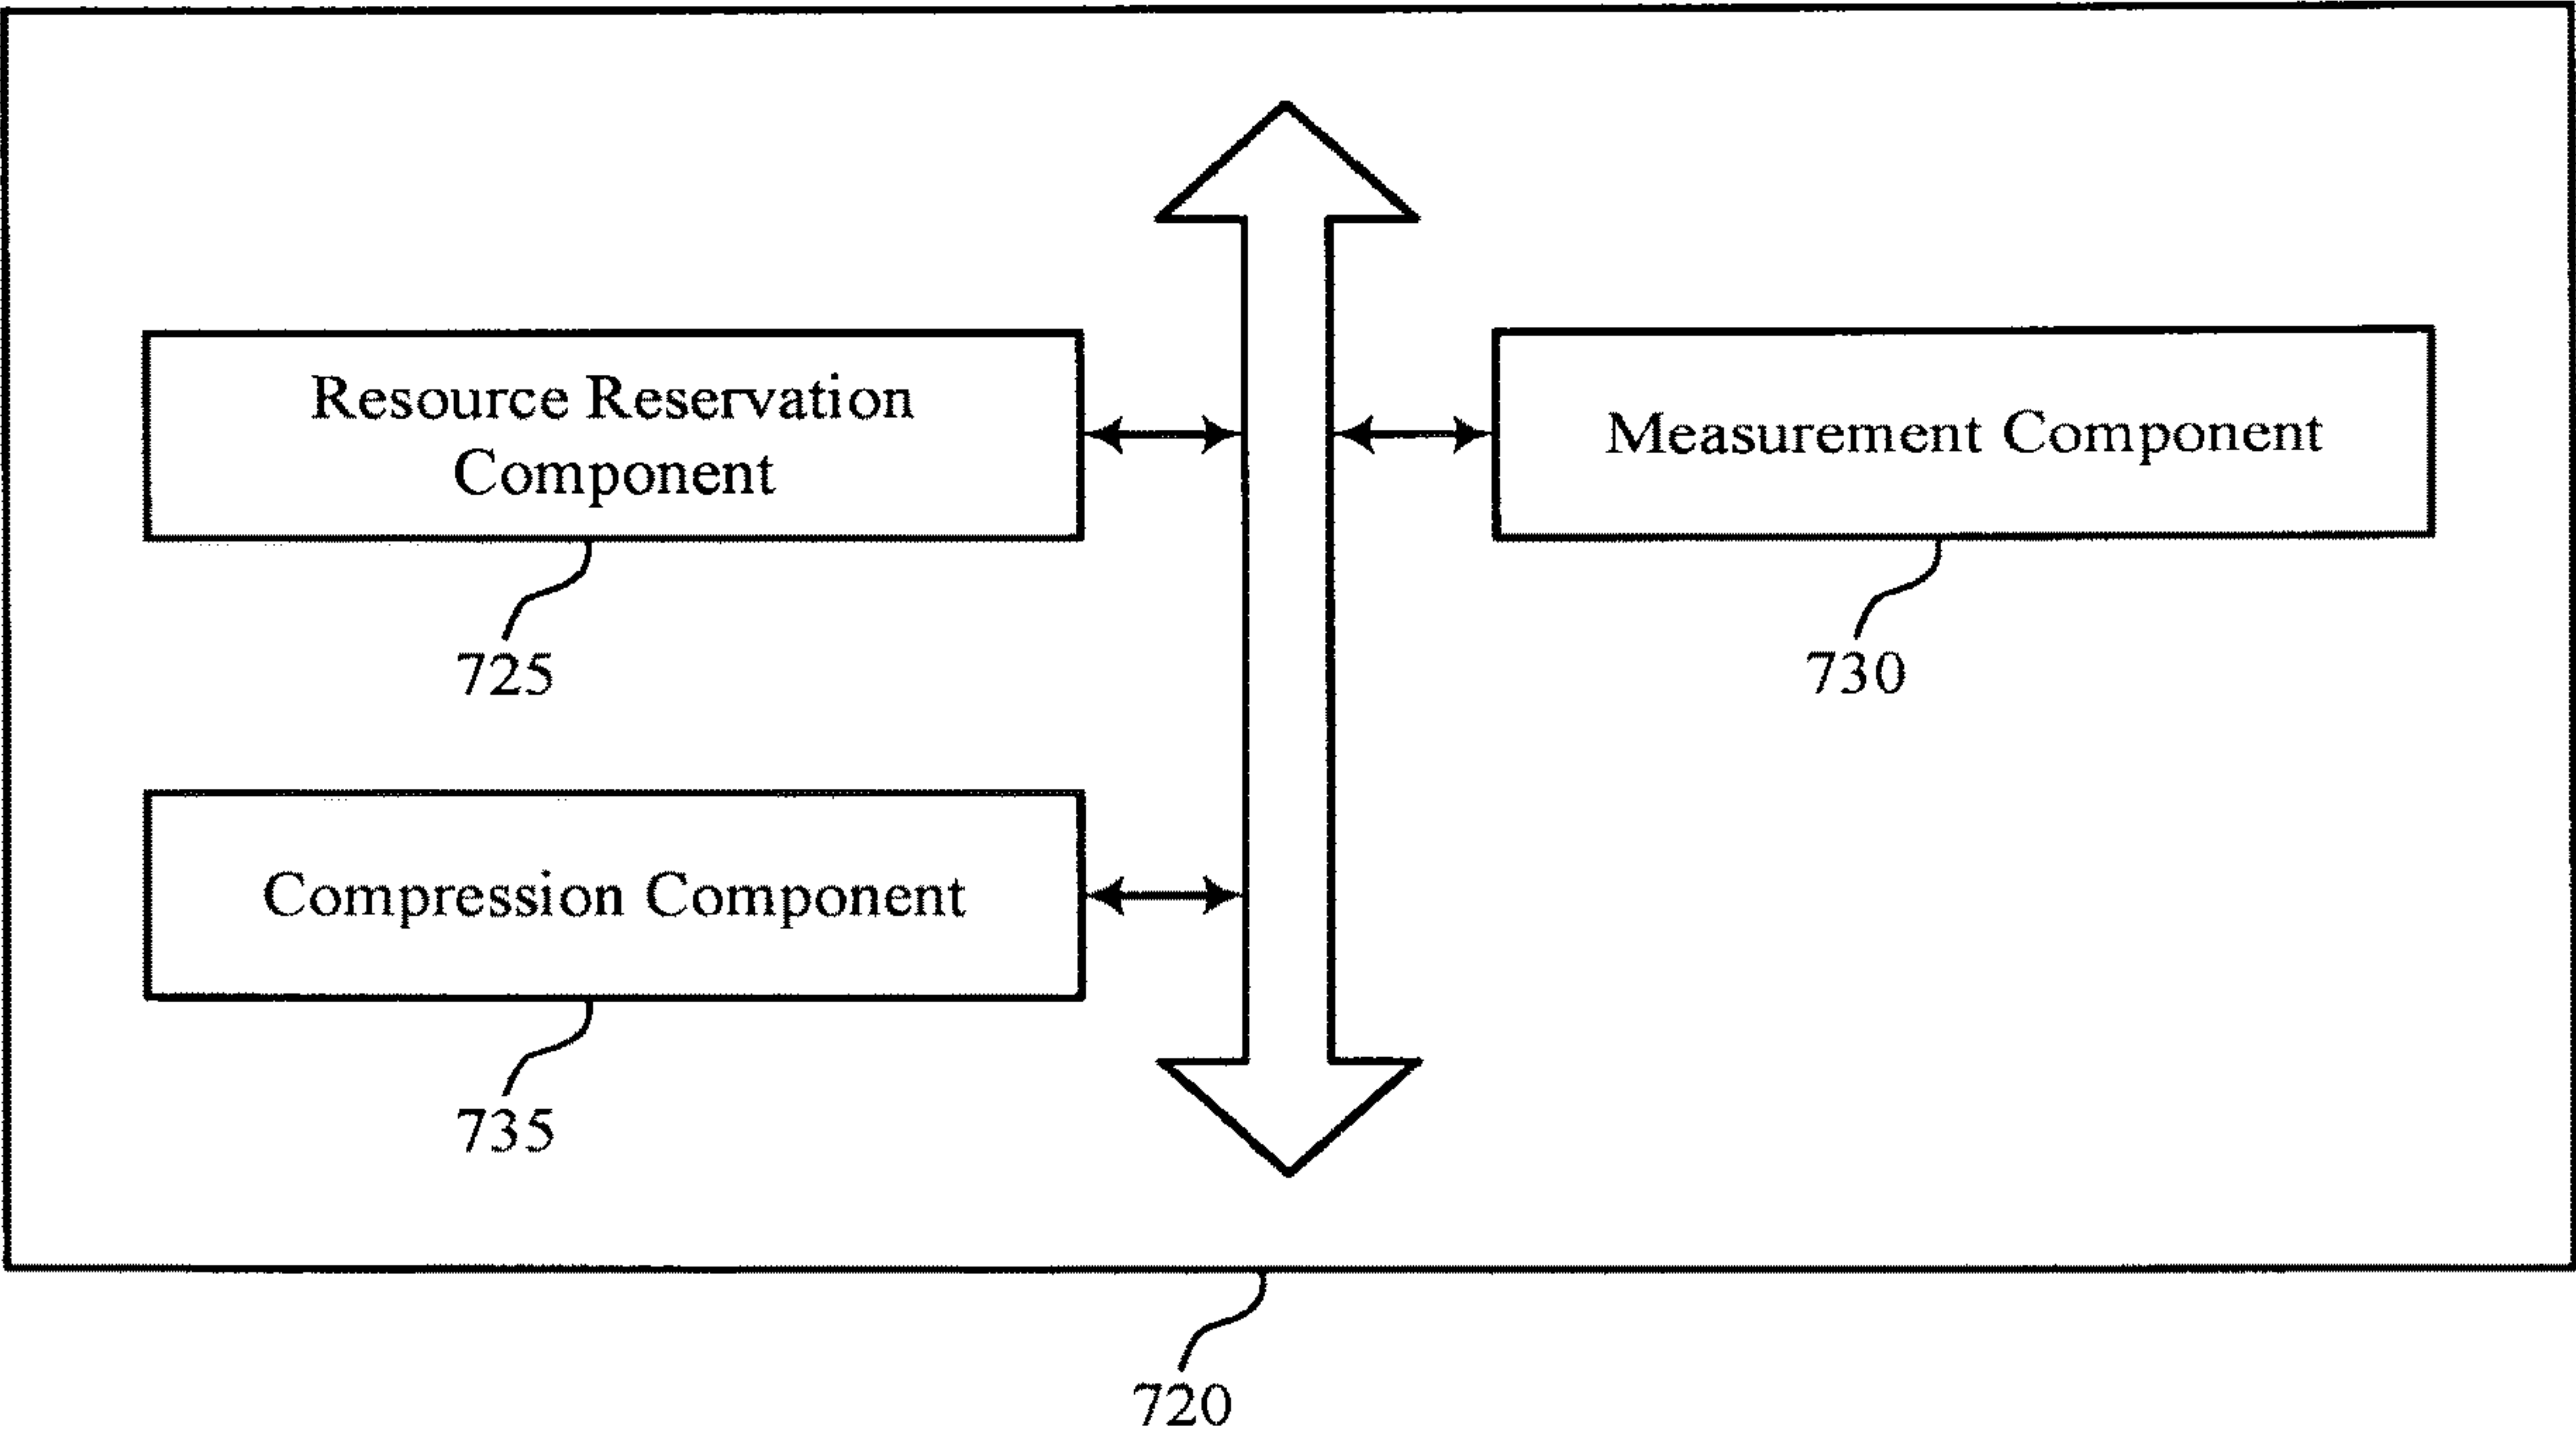 Resource Reservation
Component
Measurement Component
725
730
Compression Component
735
720